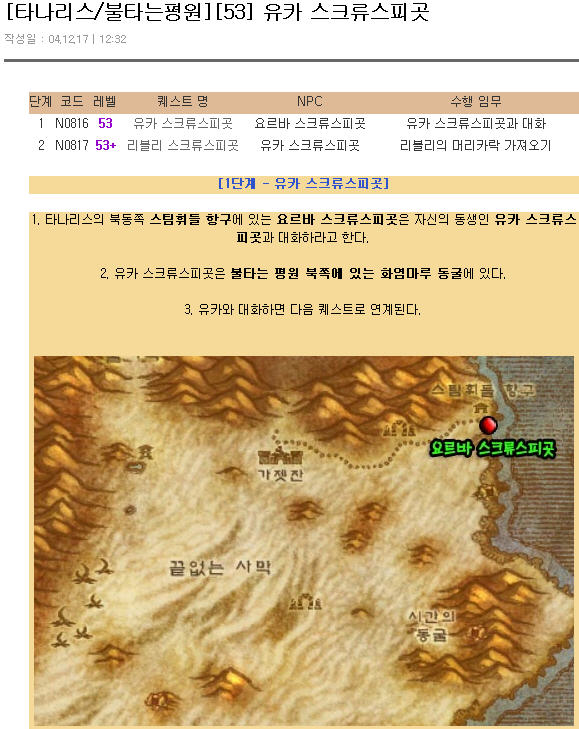 [타나리스/불타는평원][53] 유카 스크류스피곳
작성일 : 04.12.17 | 12:32
단계 코드 레벨 퀘스트 명 NPC 수행 임무
1 N0816 53 유카 스크류스피곳 요르바 스크류스피곳 유카 스크류스피곳과 대화
2 N0817 53+ 리블리 스크류스피곳 유카 스크류스피곳 리블리의 머리카락 가져오기
[1단계 - 유카 스크류스피곳]
1. 타나리스의 북동쪽 스팀휘들 항구에 있는 요르바 스크류스피곳은 자신의 동생인 유카 스크류스
피곳과 대화하라고 한다.
2. 유카 스크류스피곳은 불타는 평원 북쪽에 있는 화염마루 동굴에 있다.
3. 유카와 대화하면 다음 퀘스트로 연계된다.
스팀휘들 항구
요르바 스크류스피곳
가젯잔
끝없는 사막
시간의
동굴